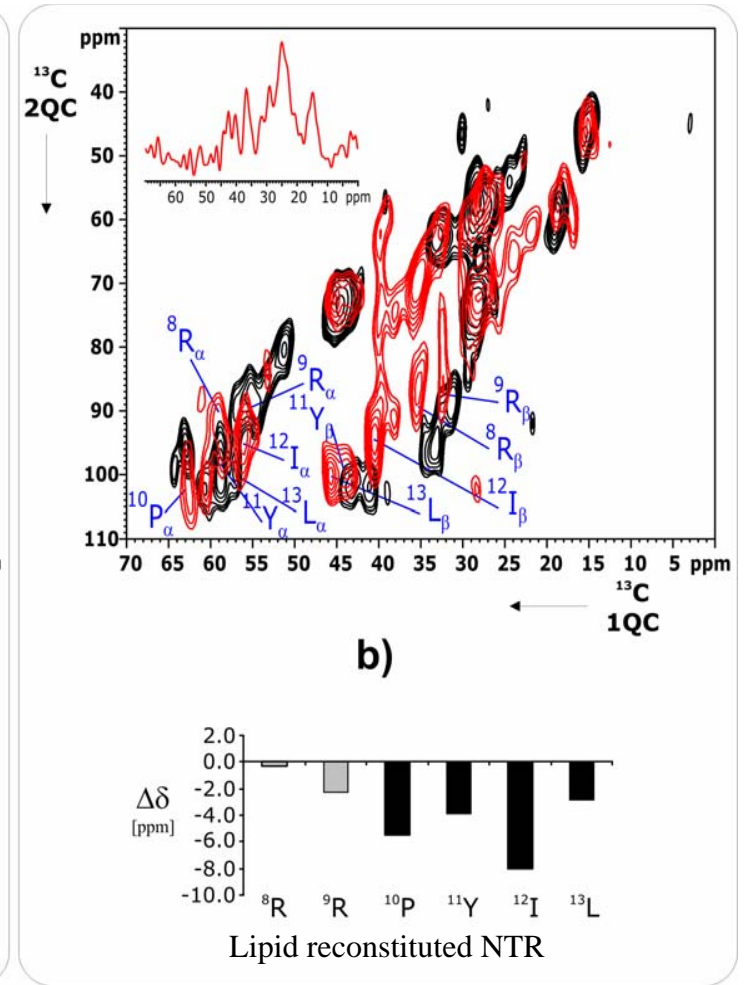 ppm
¹³C
2QC
40
50
60
70
80
90
100
110
60 50 40 30 20 10 ppm
⁸Rα
⁹Rα
¹¹Yβ
¹²Iα
¹⁰Pα
¹¹Yα
¹³Lα
¹³Lβ
⁹Rβ
⁸Rβ
¹²Iβ
70 65 60 55 50 45 40 35 30 25 20 15 10 5 ppm
¹³C
1QC
b)
2.0
0.0
-2.0
-4.0
-6.0
-8.0
-10.0
Δδ
[ppm]
⁸R ⁹R ¹⁰P ¹¹Y ¹²I ¹³L
Lipid reconstituted NTR